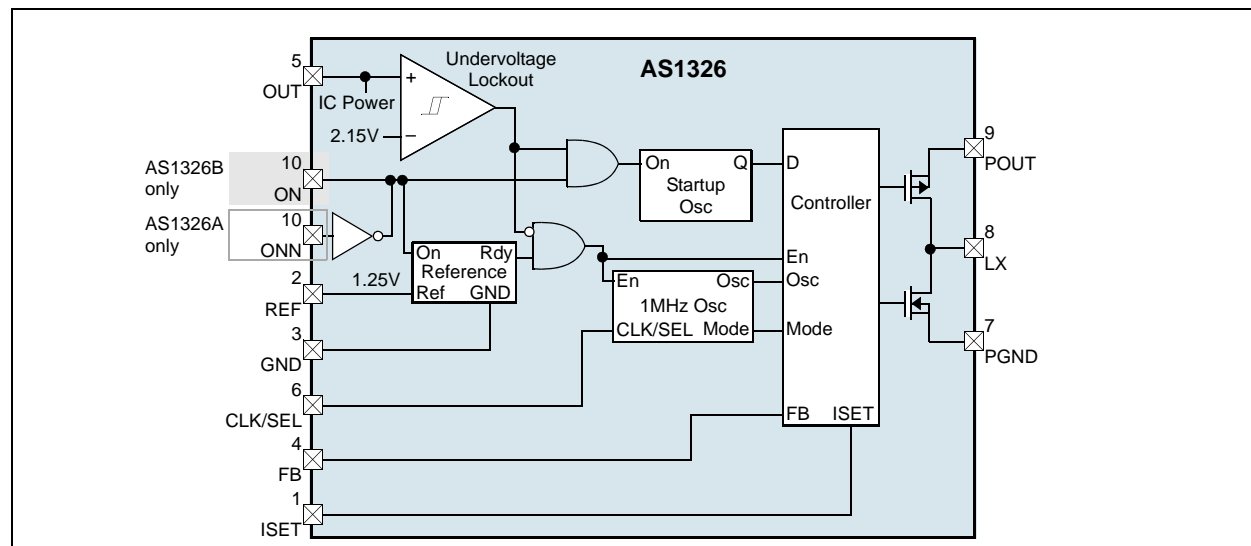 AS1326
5
OUT
Undervoltage
Lockout
+
IC Power
2.15V
−
AS1326B
only
10
ON
AS1326A
only
10
ONN
On Q
Startup
Osc
D
Controller
9
POUT
8
LX
7
PGND
On Rdy
Reference
Ref GND
1.25V
2
REF
3
GND
En
Osc
Mode
En Osc
1MHz Osc
CLK/SEL Mode
6
CLK/SEL
FB ISET
4
FB
1
ISET